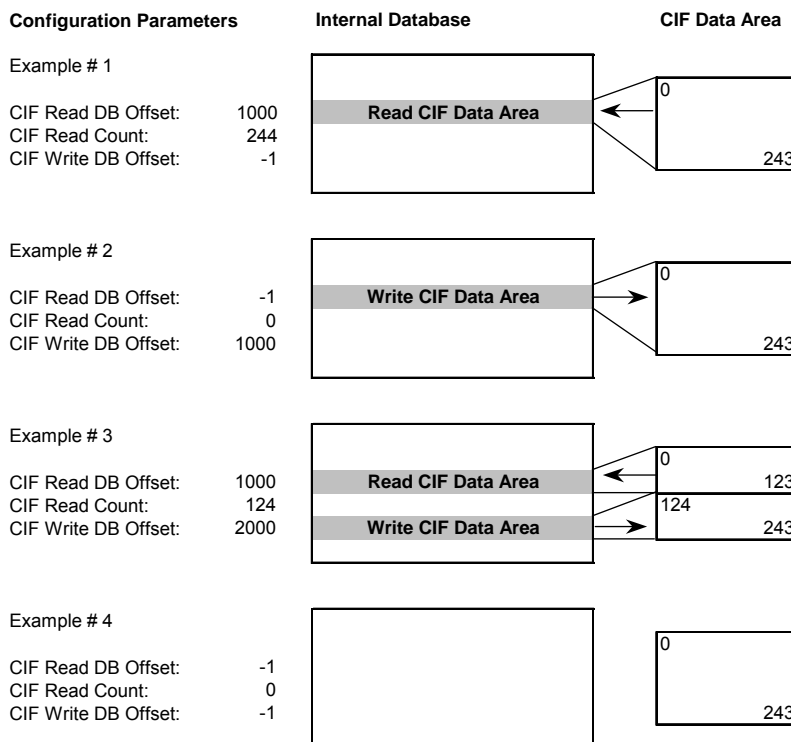 Configuration Parameters Internal Database CIF Data Area
Example # 1
0
CIF Read DB Offset: 1000 Read CIF Data Area
CIF Read Count: 244
CIF Write DB Offset: -1 243
Example # 2
0
CIF Read DB Offset: -1 Write CIF Data Area
CIF Read Count: 0
CIF Write DB Offset: 1000 243
Example # 3
0
CIF Read DB Offset: 1000 Read CIF Data Area 123
CIF Read Count: 124 124
CIF Write DB Offset: 2000 Write CIF Data Area 243
Example # 4
0
CIF Read DB Offset: -1
CIF Read Count: 0
CIF Write DB Offset: -1 243